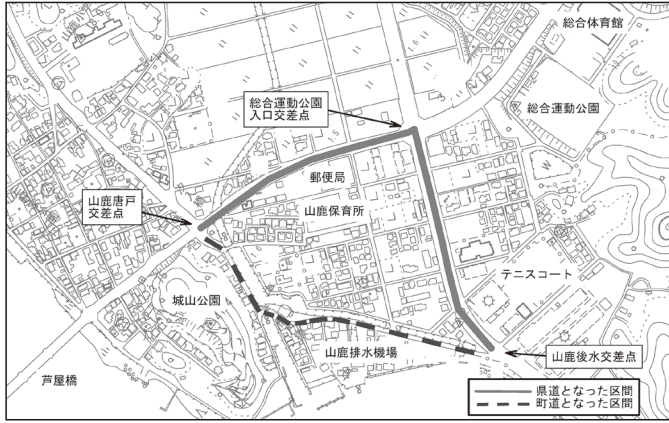 総合体育館
総合運動公園
入口交差点
総合運動公園
郵便局
山鹿唐戸
交差点
山鹿保育所
テニスコート
城山公園
山鹿排水機場
山鹿後水交差点
芦屋橋
県道となった区間
町道となった区間